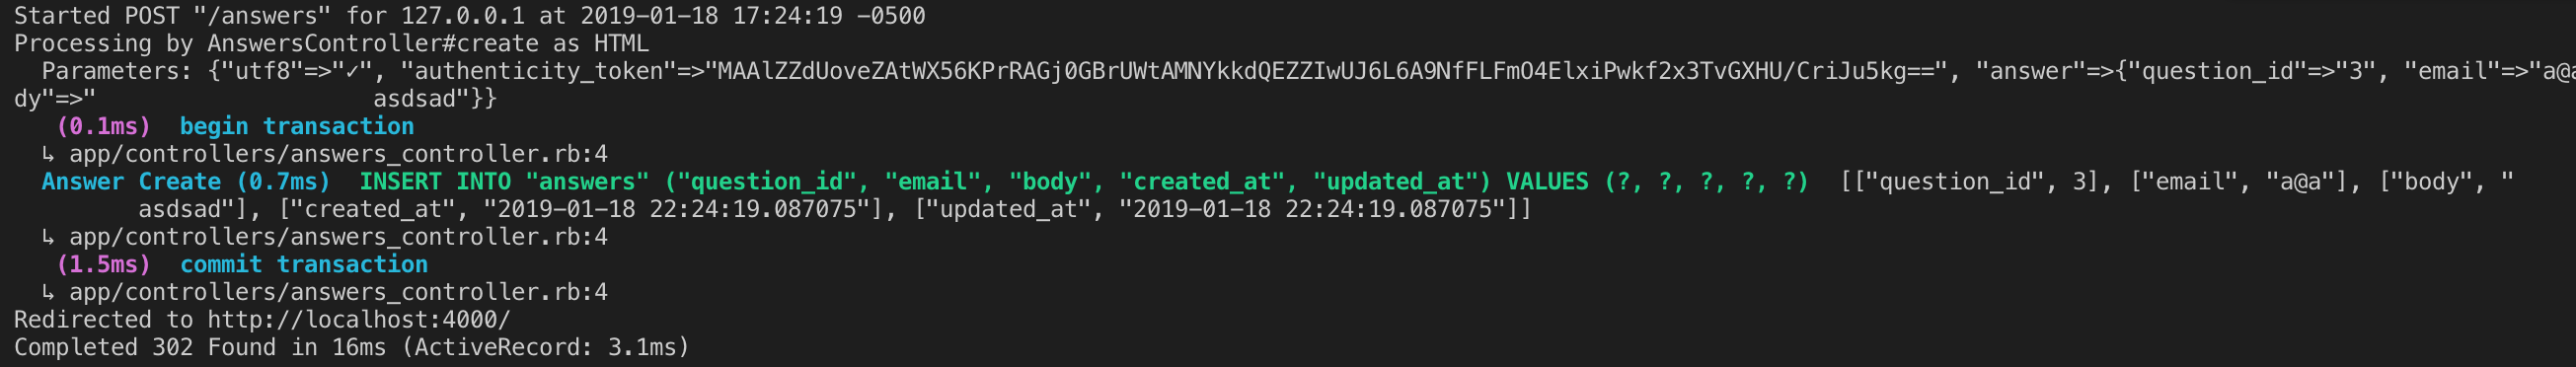 Started POST "/answers" for 127.0.0.1 at 2019-01-18 17:24:19 -0500
Processing by AnswersController#create as HTML
  Parameters: {"utf8"=>"✓", "authenticity_token"=>"MAAlZZdUoveZAtWX56KPrRAGj0GBrUWtAMNYkkdQEZZIwUJ6L6A9NfFLFmO4ElxiPwkf2x3TvGXHU/CriJu5kg==", "answer"=>{"question_id"=>"3", "email"=>"a@a
dy"=>"                    asdsad"}}
   (0.1ms)  begin transaction
  ↳ app/controllers/answers_controller.rb:4
  Answer Create (0.7ms)  INSERT INTO "answers" ("question_id", "email", "body", "created_at", "updated_at") VALUES (?, ?, ?, ?, ?)  [["question_id", 3], ["email", "a@a"], ["body", "
         asdsad"], ["created_at", "2019-01-18 22:24:19.087075"], ["updated_at", "2019-01-18 22:24:19.087075"]]
  ↳ app/controllers/answers_controller.rb:4
   (1.5ms)  commit transaction
  ↳ app/controllers/answers_controller.rb:4
Redirected to http://localhost:4000/
Completed 302 Found in 16ms (ActiveRecord: 3.1ms)